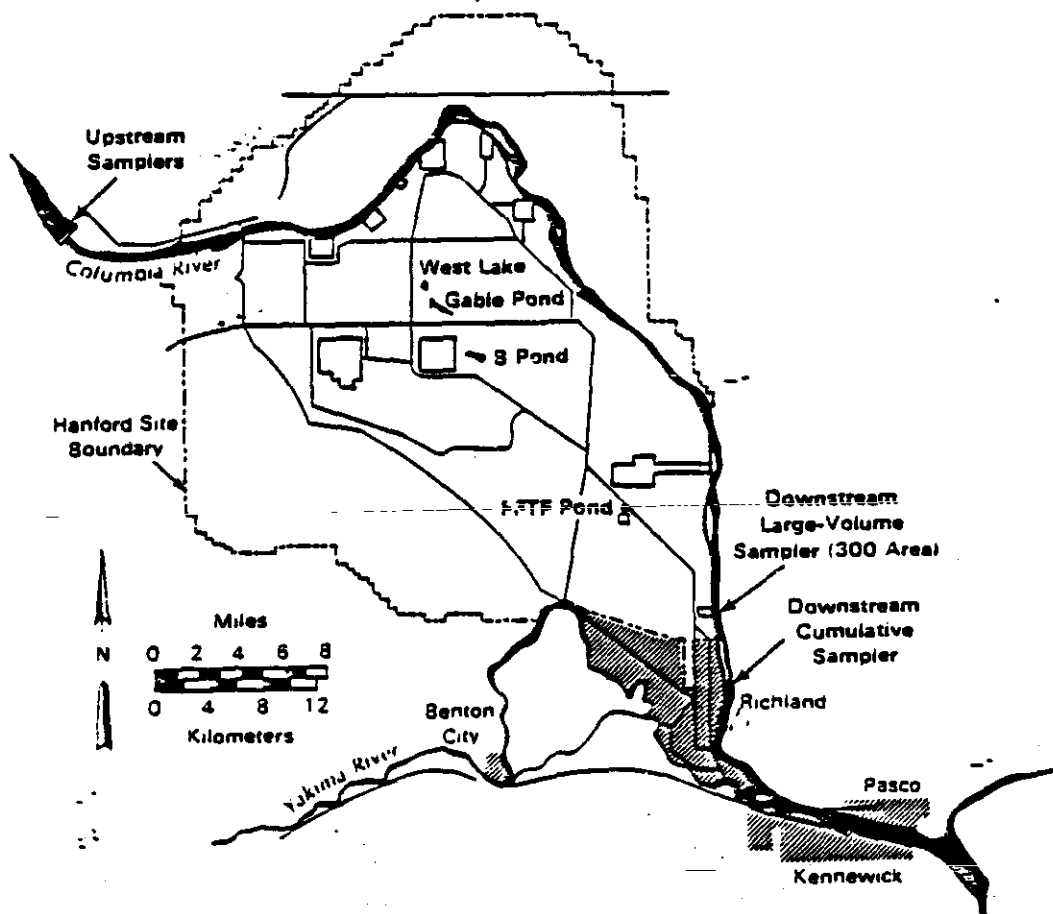 Upstream
Samplers
Columbia River
West Lake
Gable Pond
B Pond
Hanford Site
Boundary
FFTF Pond
Downstream
Large-Volume
Sampler (300 Area)
Downstream
Cumulative
Sampler
Miles
0 2 4 6 8
N
0 4 8 12
Kilometers
Richland
Benton
City
Yakima River
Pasco
Kennewick